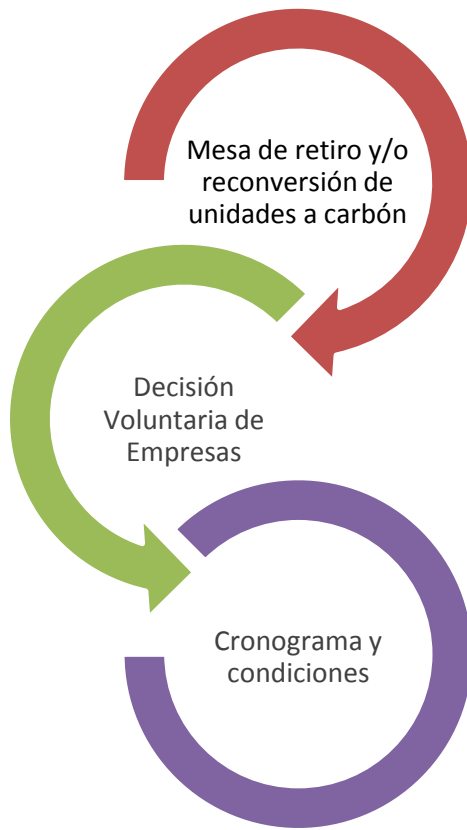 Mesa de retiro y/o
reconversión de
unidades a carbón
Decisión
Voluntaria de
Empresas
Cronograma y
condiciones